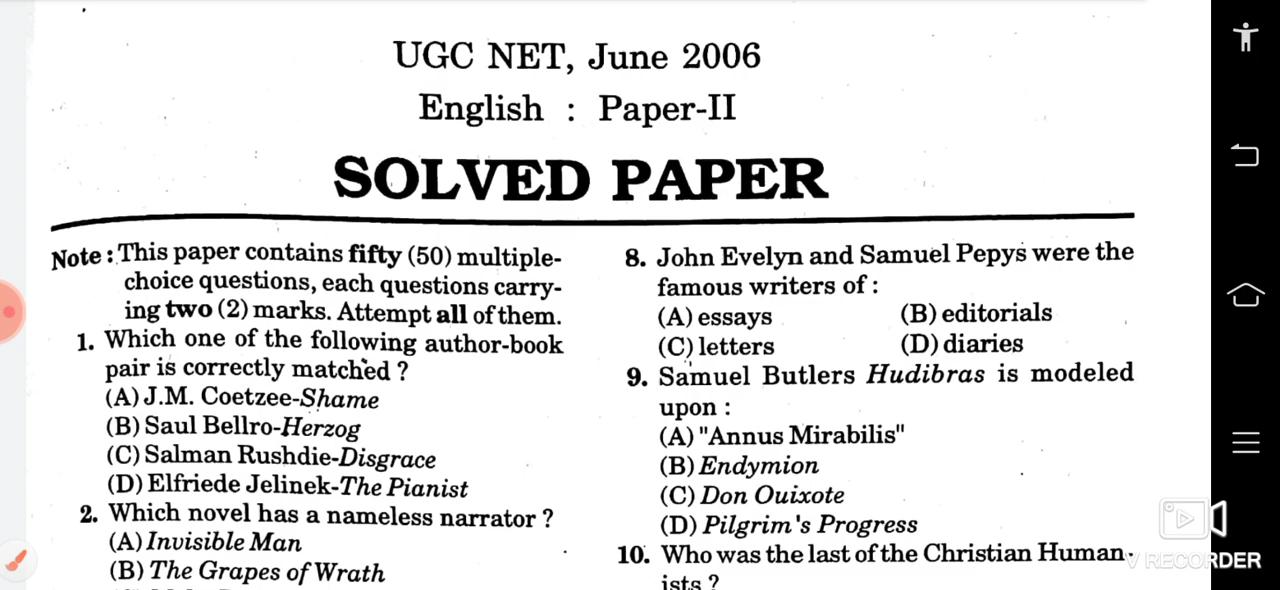 UGC NET, June 2006
English : Paper-II
SOLVED PAPER
Note : This paper contains fifty (50) multiple-
choice questions, each questions carry-
ing two (2) marks. Attempt all of them.
1. Which one of the following author-book
pair is correctly matched ?
(A) J.M. Coetzee-Shame
(B) Saul Bellro-Herzog
(C) Salman Rushdie-Disgrace
(D) Elfriede Jelinek-The Pianist
2. Which novel has a nameless narrator ?
(A) Invisible Man
(B) The Grapes of Wrath
8. John Evelyn and Samuel Pepys were the
famous writers of :
(A) essays (B) editorials
(C) letters (D) diaries
9. Samuel Butlers Hudibras is modeled
upon :
(A) "Annus Mirabilis"
(B) Endymion
(C) Don Ouixote
(D) Pilgrim's Progress
10. Who was the last of the Christian Human-
ists ?
V RECORDER